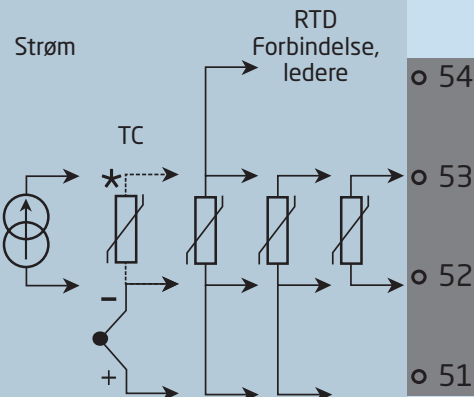 Strøm
RTD
Forbindelse,
ledere
TC
*
-
+
54
53
52
51